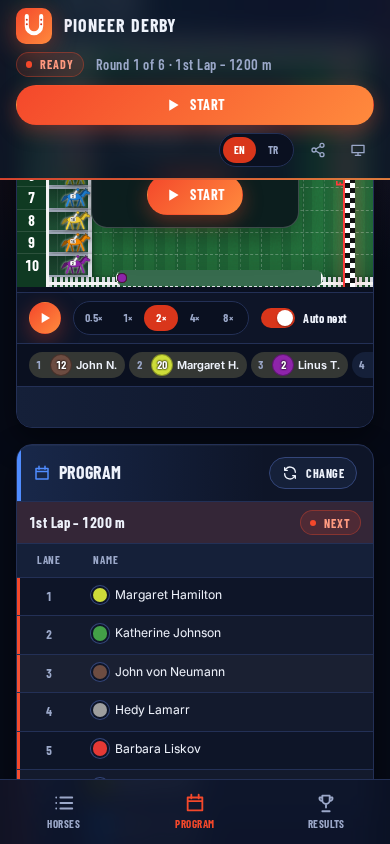 PIONEER DERBY
READY Round 1 of 6 · 1st Lap – 1200 m
START
EN TR
START
7
8
9
10
0.5× 1× 2× 4× 8× Auto next
1 12 John N. 2 20 Margaret H. 3 2 Linus T. 4
PROGRAM CHANGE
1st Lap – 1200 m NEXT
LANE NAME
1 Margaret Hamilton
2 Katherine Johnson
3 John von Neumann
4 Hedy Lamarr
5 Barbara Liskov
HORSES PROGRAM RESULTS